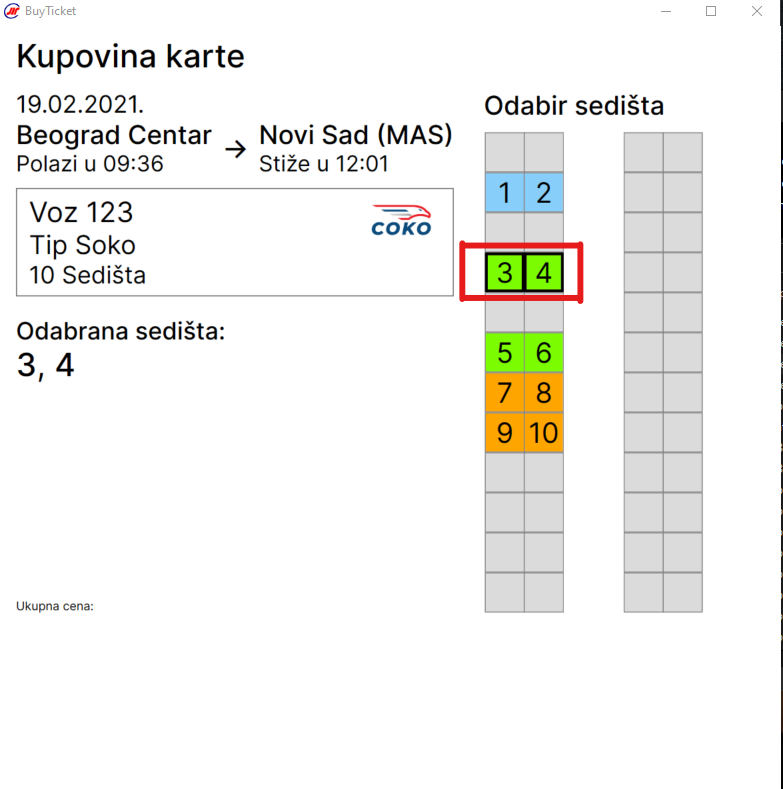 BuyTicket
Kupovina karte
19.02.2021.
Beograd Centar → Novi Sad (MAS)
Polazi u 09:36 Stiže u 12:01
Voz 123
Tip Soko
10 Sedišta
СОКО
Odabrana sedišta:
3, 4
Ukupna cena:
Odabir sedišta
1 2
3 4
5 6
7 8
9 10